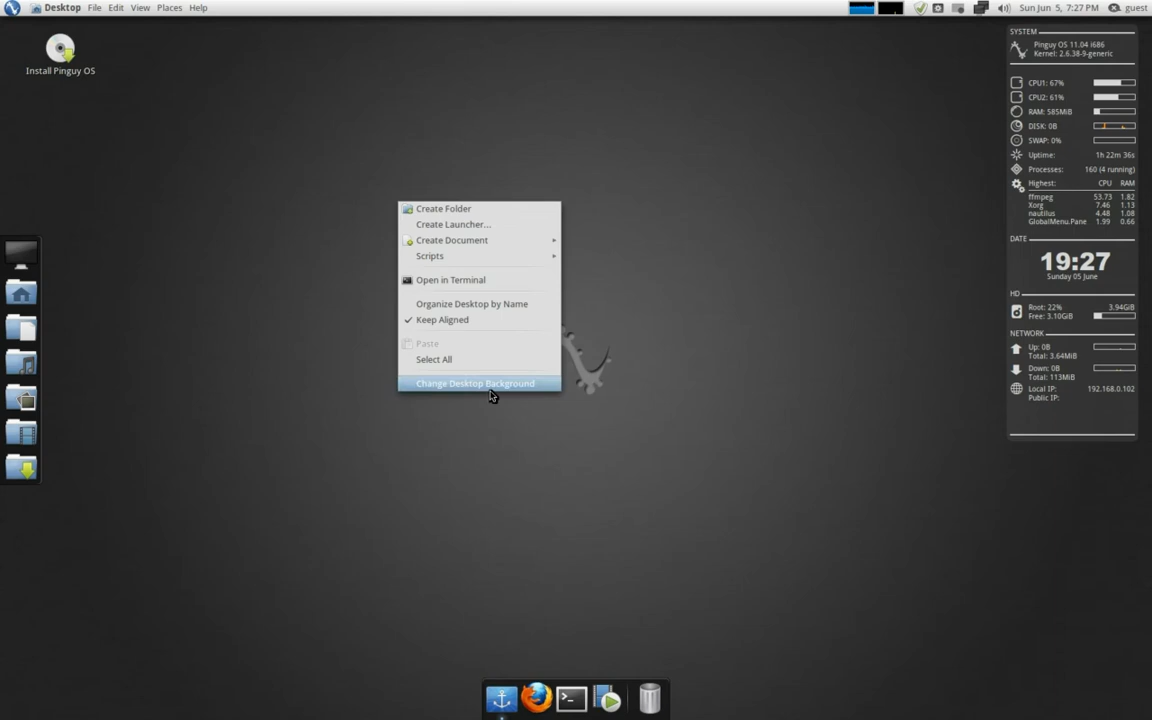 Desktop File Edit View Places Help
Sun Jun 5, 7:27 PM guest
Install Pinguy OS
Create Folder
Create Launcher...
Create Document
Scripts
Open in Terminal
Organize Desktop by Name
Keep Aligned
Paste
Select All
Change Desktop Background
SYSTEM
Pinguy OS 11.04 i686
Kernel: 2.6.38-9-generic
CPU1: 67%
CPU2: 61%
RAM: 585MiB
DISK: 0B
SWAP: 0%
Uptime: 1h 22m 36s
Processes: 160 (4 running)
Highest: CPU RAM
ffmpeg 53.73 1.82
Xorg 7.46 1.13
nautilus 4.48 1.08
GlobalMenu.Pane 1.99 0.66
DATE
19:27
Sunday 05 June
HD
Root: 22% 3.94GiB
Free: 3.10GiB
NETWORK
Up: 0B
Total: 3.64MiB
Down: 0B
Total: 113MiB
Local IP: 192.168.0.102
Public IP: